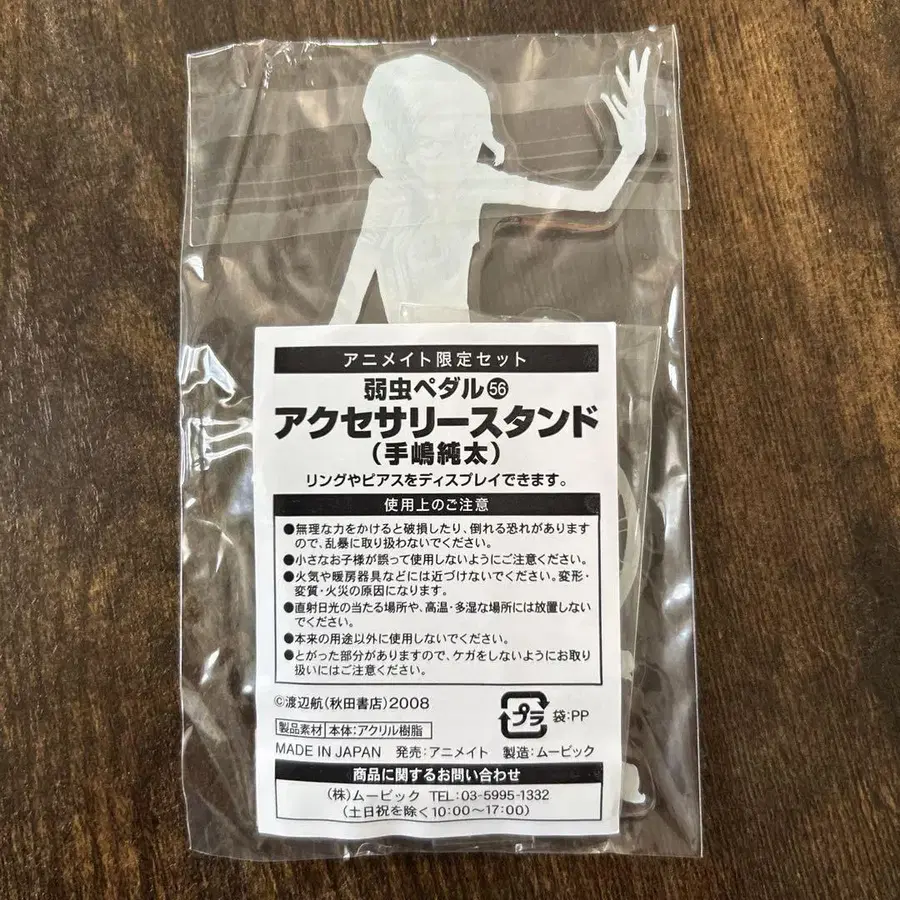 アニメイト限定セット
弱虫ペダル56
アクセサリースタンド
(手嶋純太)
リングやピアスをディスプレイできます。
使用上のご注意
●無理な力をかけると破損したり、倒れる恐れがあります
ので、乱暴に取り扱わないでください。
●小さなお子様が誤って使用しないようにご注意ください。
●火気や暖房器具などには近づけないでください。変形・
変質・火災の原因になります。
●直射日光の当たる場所や、高温・多湿な場所には放置しない
でください。
●本来の用途以外に使用しないでください。
●とがった部分がありますので、ケガをしないようにお取り
扱いにはご注意ください。
©渡辺航(秋田書店)2008
プラ 袋:PP
製品素材 本体:アクリル樹脂
MADE IN JAPAN 発売:アニメイト 製造:ムービック
商品に関するお問い合わせ
(株)ムービック TEL:03-5995-1332
(土日祝を除く10:00~17:00)